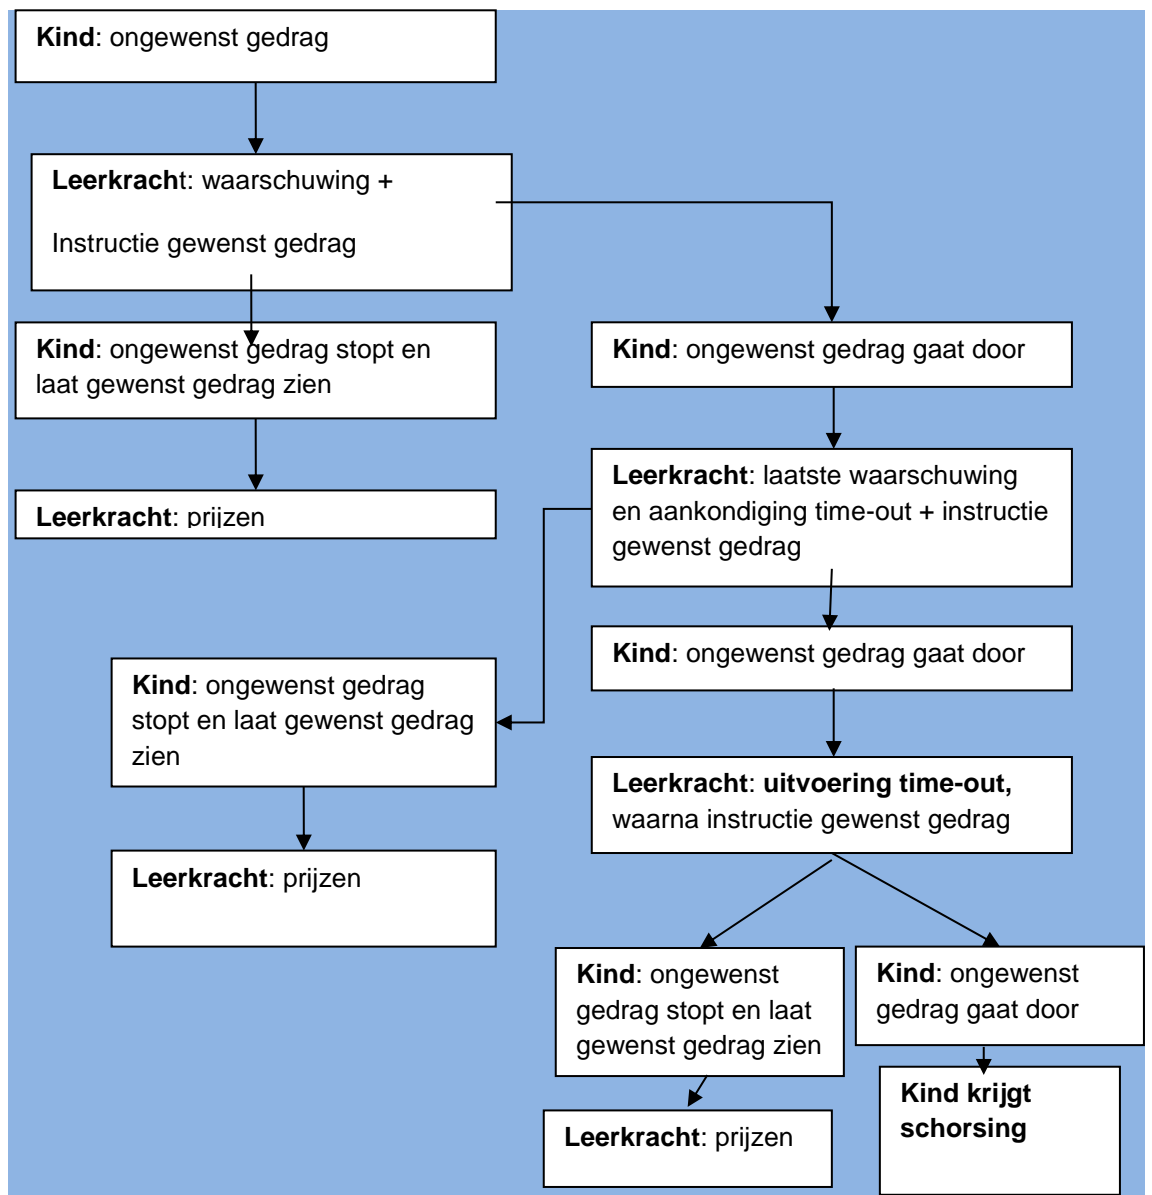 Kind: ongewenst gedrag
Leerkracht: waarschuwing +
Instructie gewenst gedrag
Kind: ongewenst gedrag stopt en
laat gewenst gedrag zien
Leerkracht: prijzen
Kind: ongewenst gedrag gaat door
Leerkracht: laatste waarschuwing
en aankondiging time-out + instructie
gewenst gedrag
Kind: ongewenst gedrag gaat door
Kind: ongewenst gedrag
stopt en laat gewenst gedrag
zien
Leerkracht: prijzen
Leerkracht: uitvoering time-out,
waarna instructie gewenst gedrag
Kind: ongewenst
gedrag stopt en laat
gewenst gedrag zien
Leerkracht: prijzen
Kind: ongewenst
gedrag gaat door
Kind krijgt
schorsing